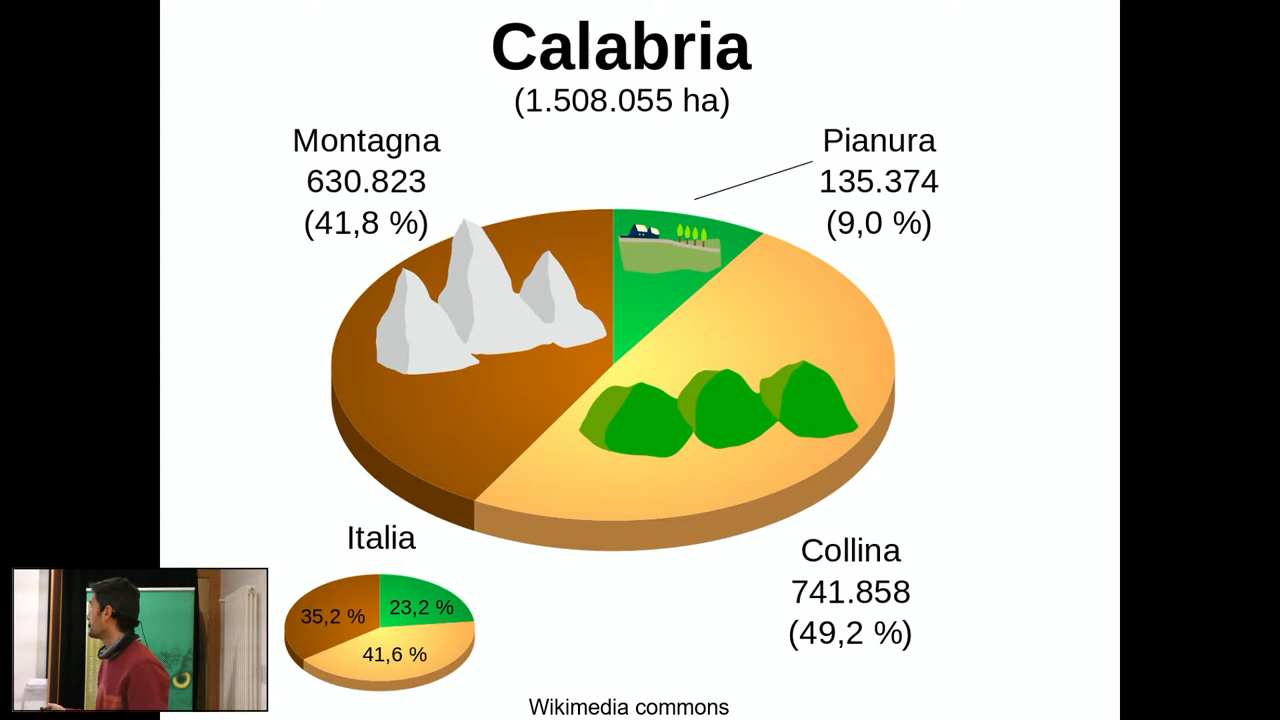 Calabria
(1.508.055 ha)
Montagna
630.823
(41,8 %)
Pianura
135.374
(9,0 %)
Collina
741.858
(49,2 %)
Italia
35,2 %
23,2 %
41,6 %
Wikimedia commons